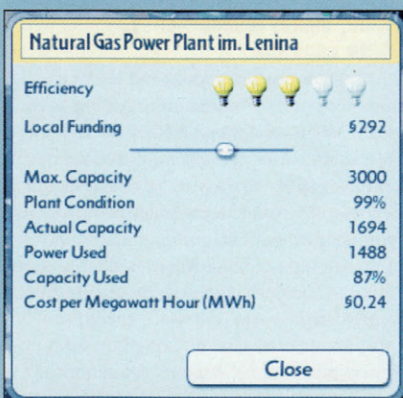 Natural Gas Power Plant im. Lenina
Efficiency
Local Funding §292
Max. Capacity 3000
Plant Condition 99%
Actual Capacity 1694
Power Used 1488
Capacity Used 87%
Cost per Megawatt Hour (MWh) §0,24
Close